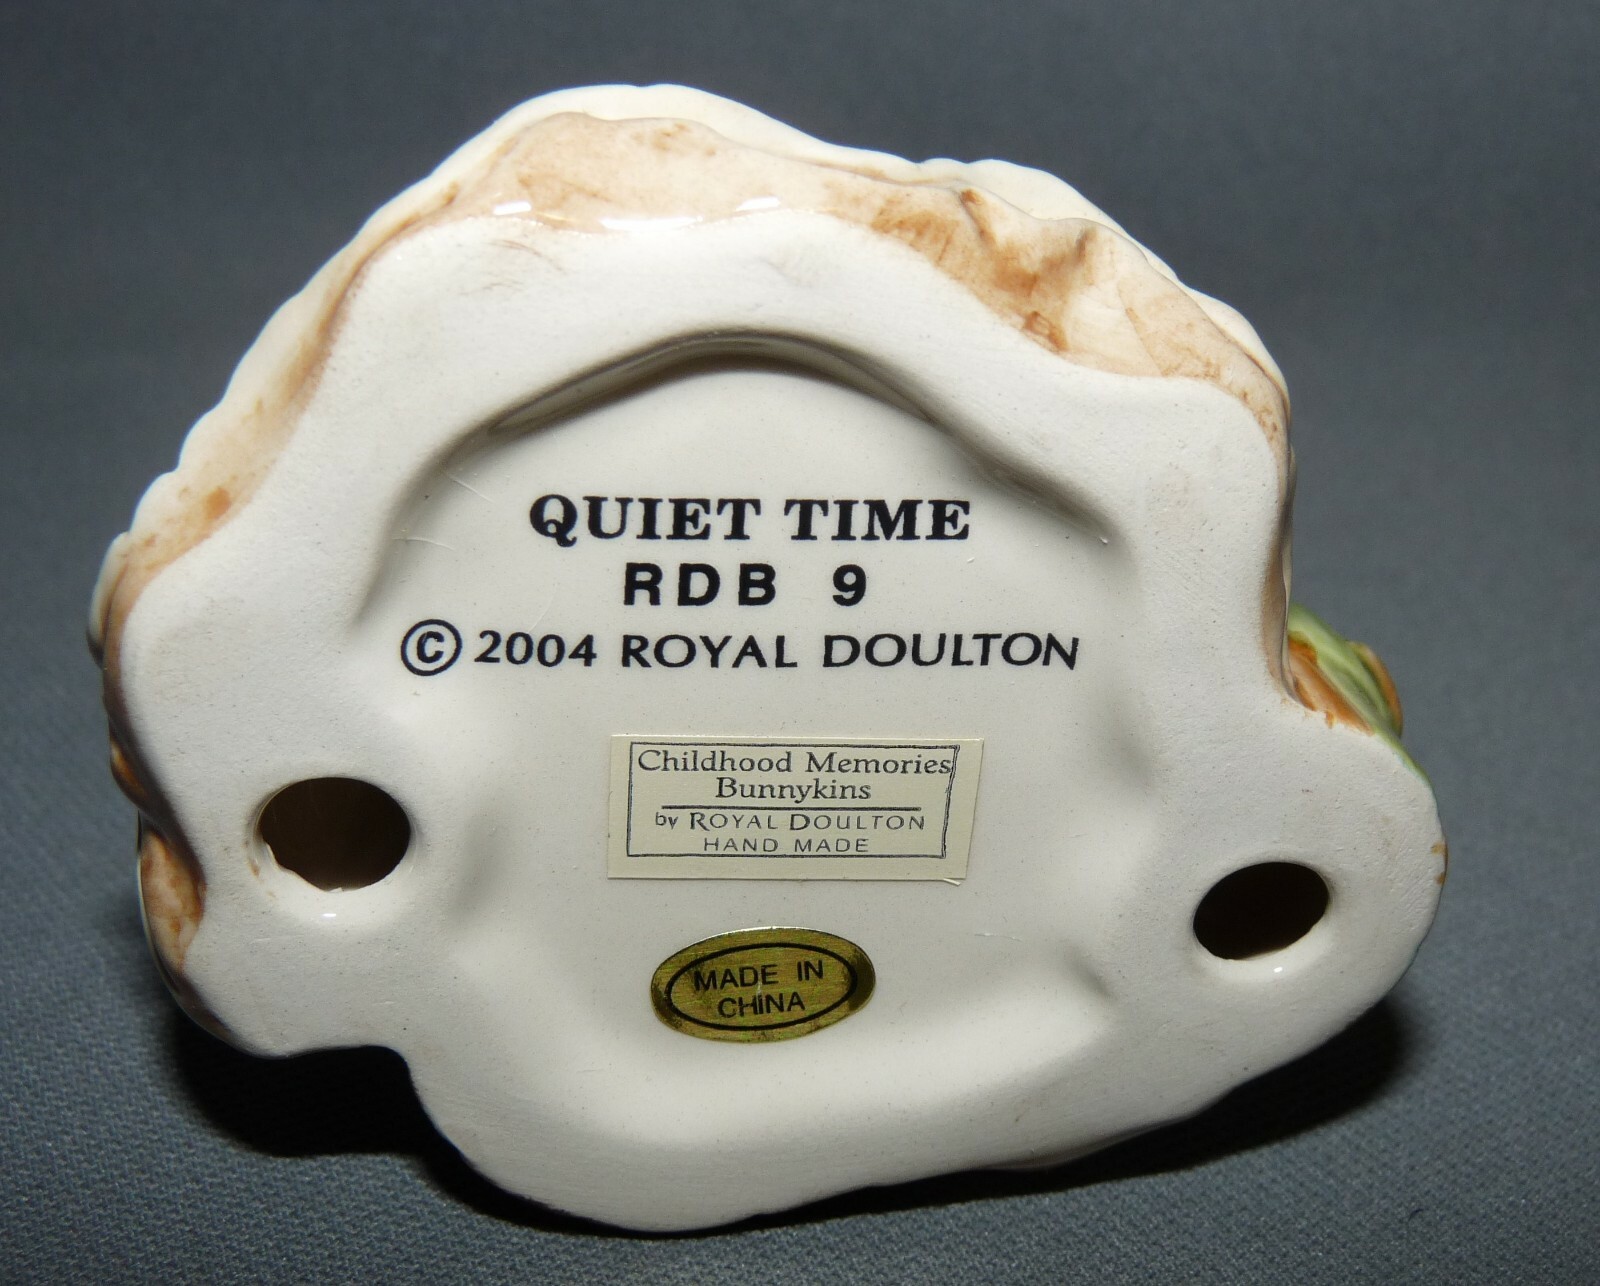 QUIET TIME
RDB 9
© 2004 ROYAL DOULTON
Childhood Memories
Bunnykins
by ROYAL DOULTON
HAND MADE
MADE IN
CHINA